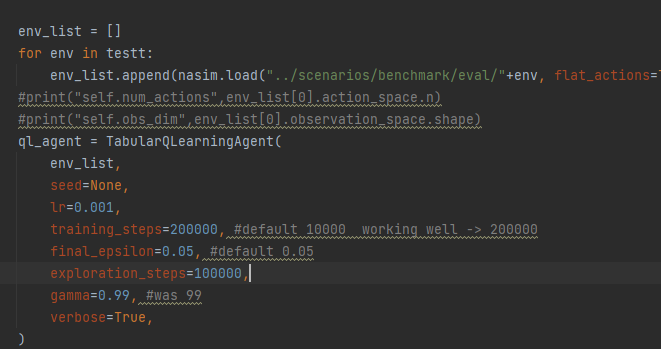 env_list = []
for env in testt:
    env_list.append(nasim.load("../scenarios/benchmark/eval/"+env, flat_actions=
#print("self.num_actions",env_list[0].action_space.n)
#print("self.obs_dim",env_list[0].observation_space.shape)
ql_agent = TabularQLearningAgent(
    env_list,
    seed=None,
    lr=0.001,
    training_steps=200000, #default 10000  working well -> 200000
    final_epsilon=0.05, #default 0.05
    exploration_steps=100000,
    gamma=0.99, #was 99
    verbose=True,
)